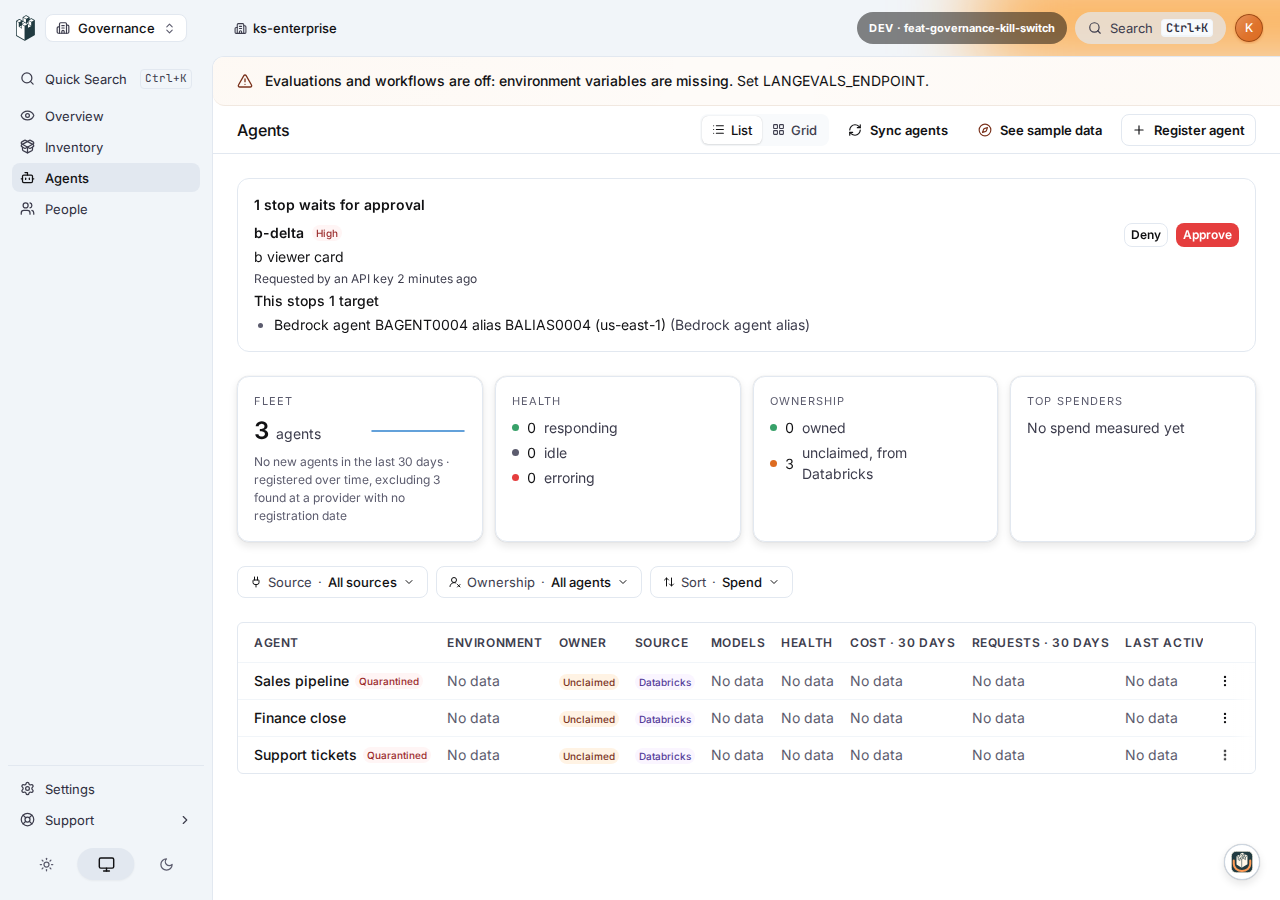 Governance
ks-enterprise
DEV · feat-governance-kill-switch
Search Ctrl+K
K
Quick Search Ctrl+K
Overview
Inventory
Agents
People
Settings
Support
Evaluations and workflows are off: environment variables are missing. Set LANGEVALS_ENDPOINT.
Agents
List
Grid
Sync agents
See sample data
Register agent
1 stop waits for approval
b-delta High
Deny
Approve
b viewer card
Requested by an API key 2 minutes ago
This stops 1 target
• Bedrock agent BAGENT0004 alias BALIAS0004 (us-east-1) (Bedrock agent alias)
FLEET
3 agents
No new agents in the last 30 days ·
registered over time, excluding 3
found at a provider with no
registration date
HEALTH
0 responding
0 idle
0 erroring
OWNERSHIP
0 owned
3 unclaimed, from
Databricks
TOP SPENDERS
No spend measured yet
Source · All sources
Ownership · All agents
Sort · Spend
AGENT ENVIRONMENT OWNER SOURCE MODELS HEALTH COST · 30 DAYS REQUESTS · 30 DAYS LAST ACTIV
Sales pipeline Quarantined No data Unclaimed Databricks No data No data No data No data No data
Finance close No data Unclaimed Databricks No data No data No data No data No data
Support tickets Quarantined No data Unclaimed Databricks No data No data No data No data No data